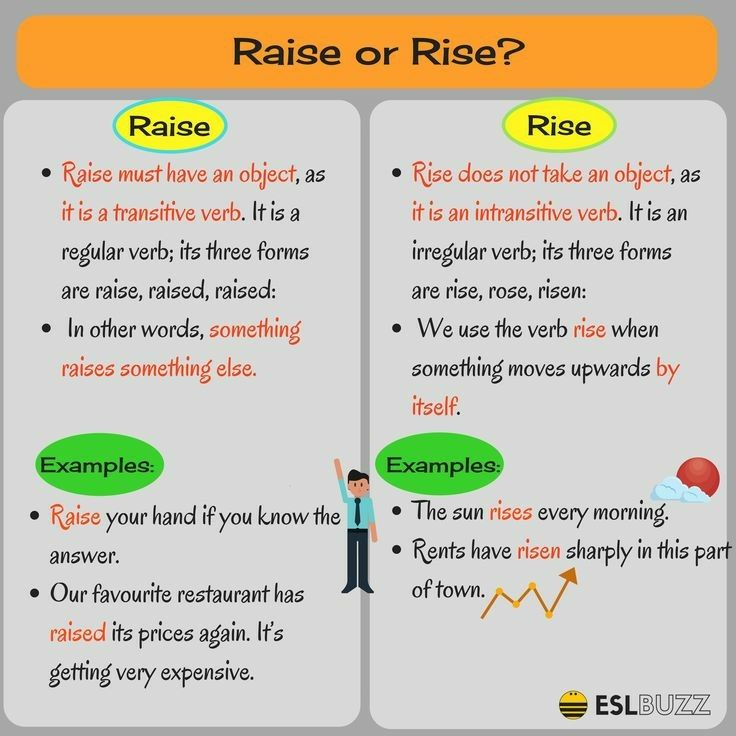 Raise or Rise?
Raise
• Raise must have an object, as
it is a transitive verb. It is a
regular verb; its three forms
are raise, raised, raised:
• In other words, something
raises something else.
Examples:
• Raise your hand if you know the
answer.
• Our favourite restaurant has
raised its prices again. It's
getting very expensive.
Rise
• Rise does not take an object, as
it is an intransitive verb. It is an
irregular verb; its three forms
are rise, rose, risen:
• We use the verb rise when
something moves upwards by
itself.
Examples:
• The sun rises every morning.
• Rents have risen sharply in this part
of town.
ESLBUZZ